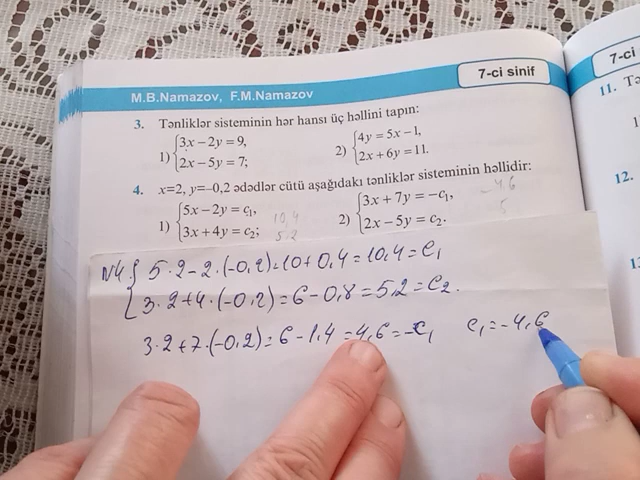 7-ci sinif
7-ci
M.B.Namazov, F.M.Namazov
3. Tənliklər sisteminin hər hansı üç həllini tapın:
1) {3x−2y=9, 2x−5y=7;
2) {4y=5x−1, 2x+6y=11.
4. x=2, y=−0,2 ədədlər cütü aşağıdakı tənliklər sisteminin həllidir:
1) {5x−2y=c₁, 3x+4y=c₂; 10,4 5.2
2) {3x+7y=−c₁, 2x−5y=c₂. −4.6 5
11. Tə
12.
N4. { 5·2−2·(−0,2)=10+0,4=10,4=c₁
3·2+4·(−0,2)=6−0,8=5,2=c₂.
3·2+7·(−0,2)=6−1,4=4,6=−c₁ c₁=−4,6